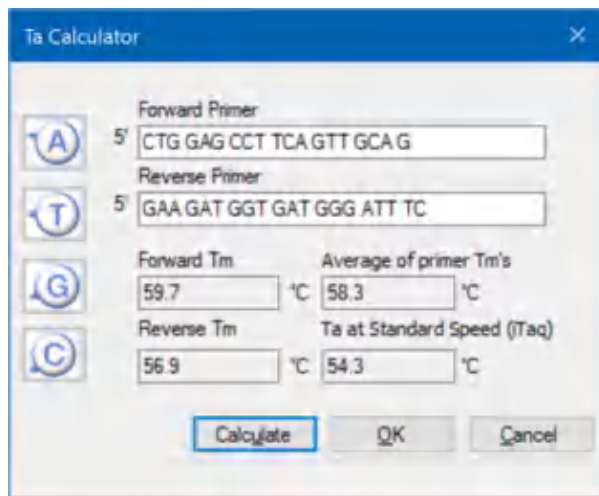 Ta Calculator
Forward Primer
A 5' CTG GAG CCT TCA GTT GCA G
Reverse Primer
T 5' GAA GAT GGT GAT GGG ATT TC
Forward Tm Average of primer Tm's
G 59.7 °C 58.3 °C
Reverse Tm Ta at Standard Speed (iTaq)
C 56.9 °C 54.3 °C
Calculate OK Cancel